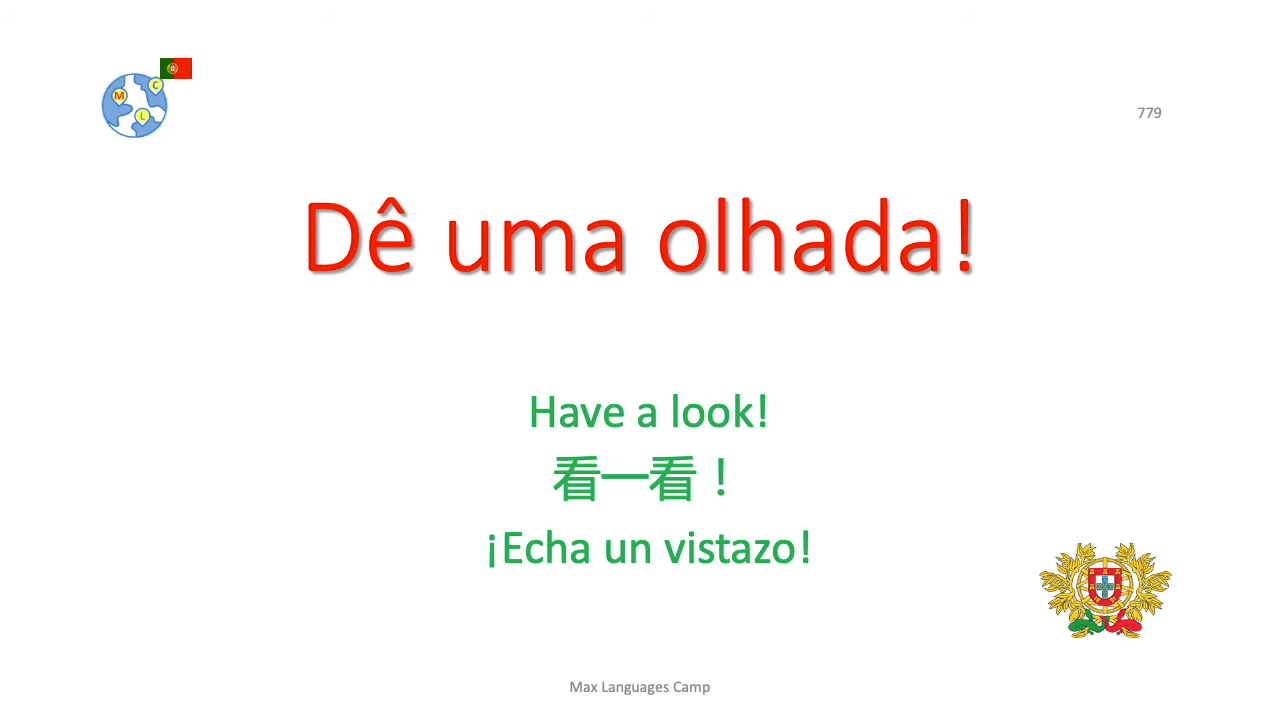 M
C
L
779
Dê uma olhada!
Have a look!
看一看！
¡Echa un vistazo!
Max Languages Camp